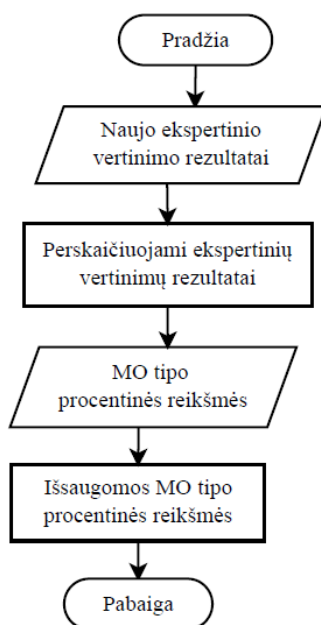 Pradžia
Naujo ekspertinio
vertinimo rezultatai
Perskaičiuojami ekspertinių
vertinimų rezultatai
MO tipo
procentinės reikšmės
Išsaugomos MO tipo
procentinės reikšmės
Pabaiga